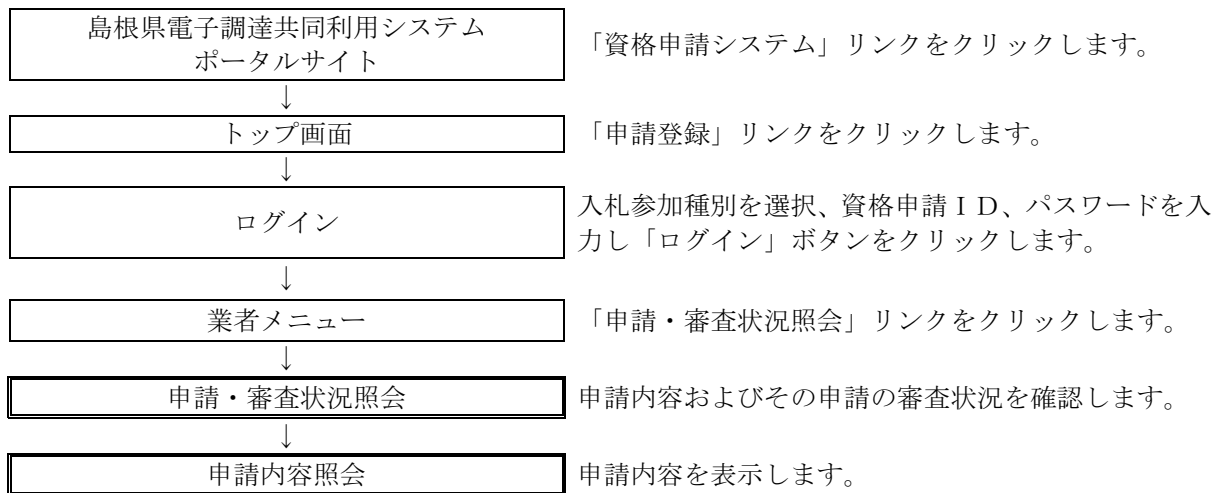 島根県電子調達共同利用システム
ポータルサイト
「資格申請システム」リンクをクリックします。
↓
トップ画面
「申請登録」リンクをクリックします。
↓
ログイン
入札参加種別を選択、資格申請ＩＤ、パスワードを入
力し「ログイン」ボタンをクリックします。
↓
業者メニュー
「申請・審査状況照会」リンクをクリックします。
↓
申請・審査状況照会
申請内容およびその申請の審査状況を確認します。
↓
申請内容照会
申請内容を表示します。